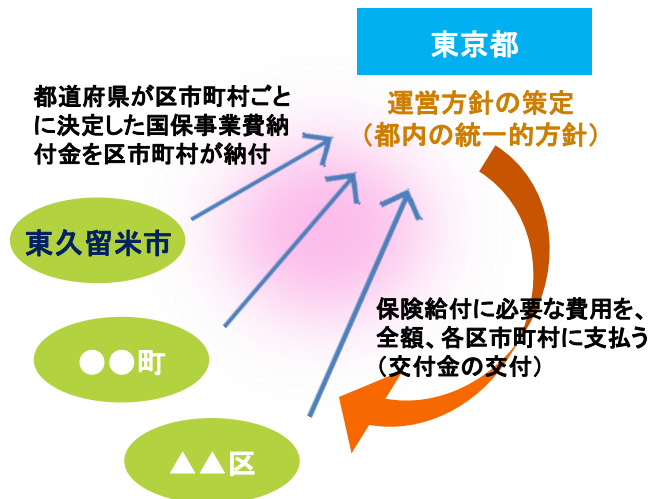 東京都
都道府県が区市町村ごと
に決定した国保事業費納
付金を区市町村が納付
運営方針の策定
（都内の統一的方針）
東久留米市
保険給付に必要な費用を、
全額、各区市町村に支払う
（交付金の交付）
●●町
▲▲区